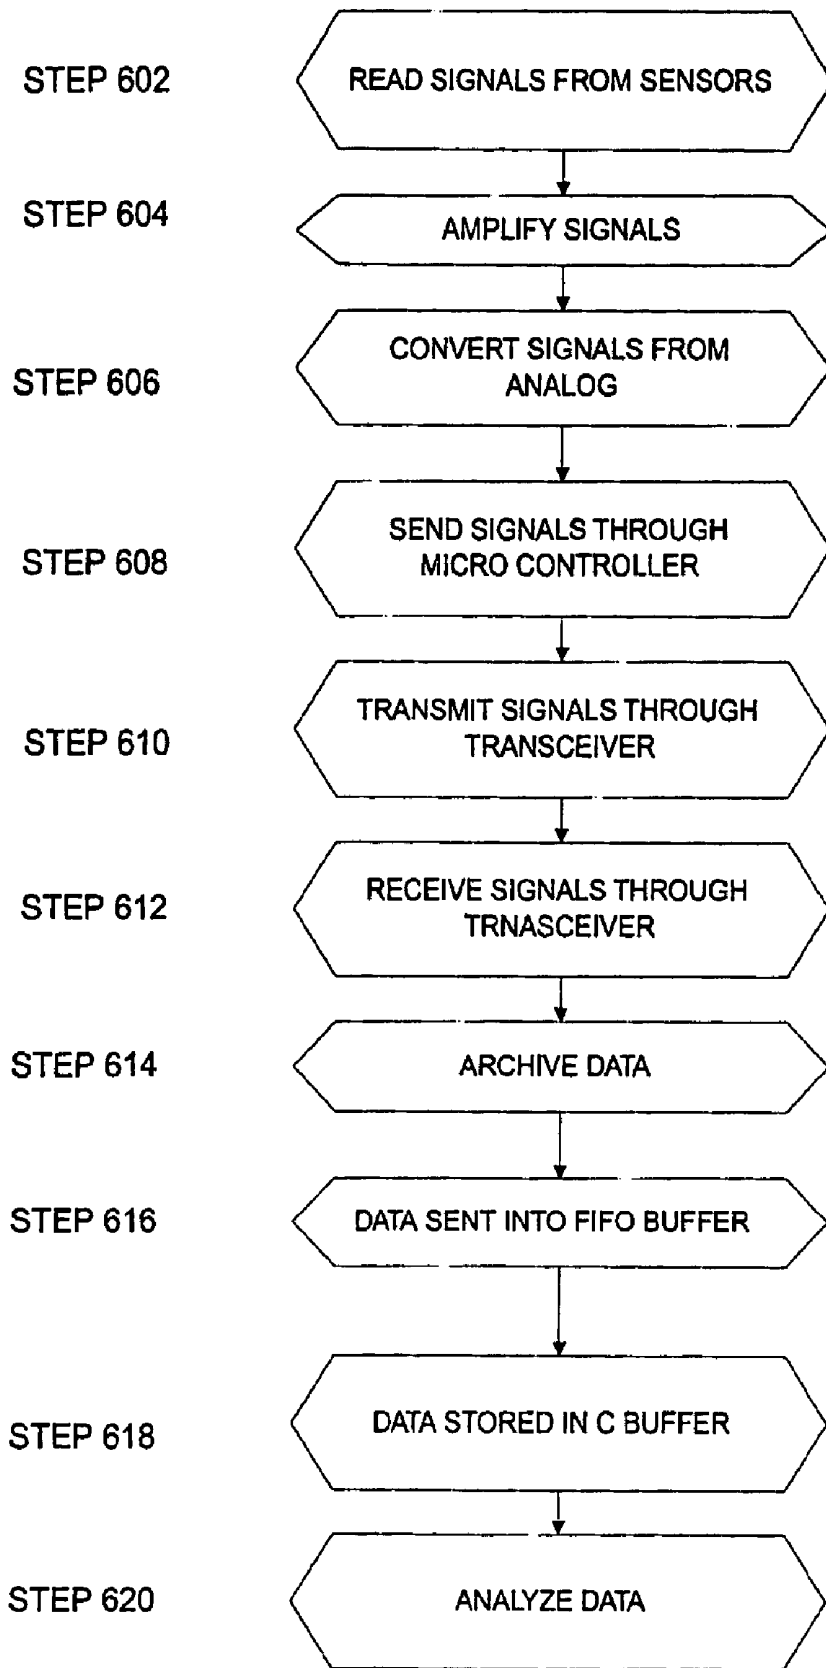 STEP 602
READ SIGNALS FROM SENSORS
STEP 604
AMPLIFY SIGNALS
STEP 606
CONVERT SIGNALS FROM
ANALOG
STEP 608
SEND SIGNALS THROUGH
MICRO CONTROLLER
STEP 610
TRANSMIT SIGNALS THROUGH
TRANSCEIVER
STEP 612
RECEIVE SIGNALS THROUGH
TRNASCEIVER
STEP 614
ARCHIVE DATA
STEP 616
DATA SENT INTO FIFO BUFFER
STEP 618
DATA STORED IN C BUFFER
STEP 620
ANALYZE DATA